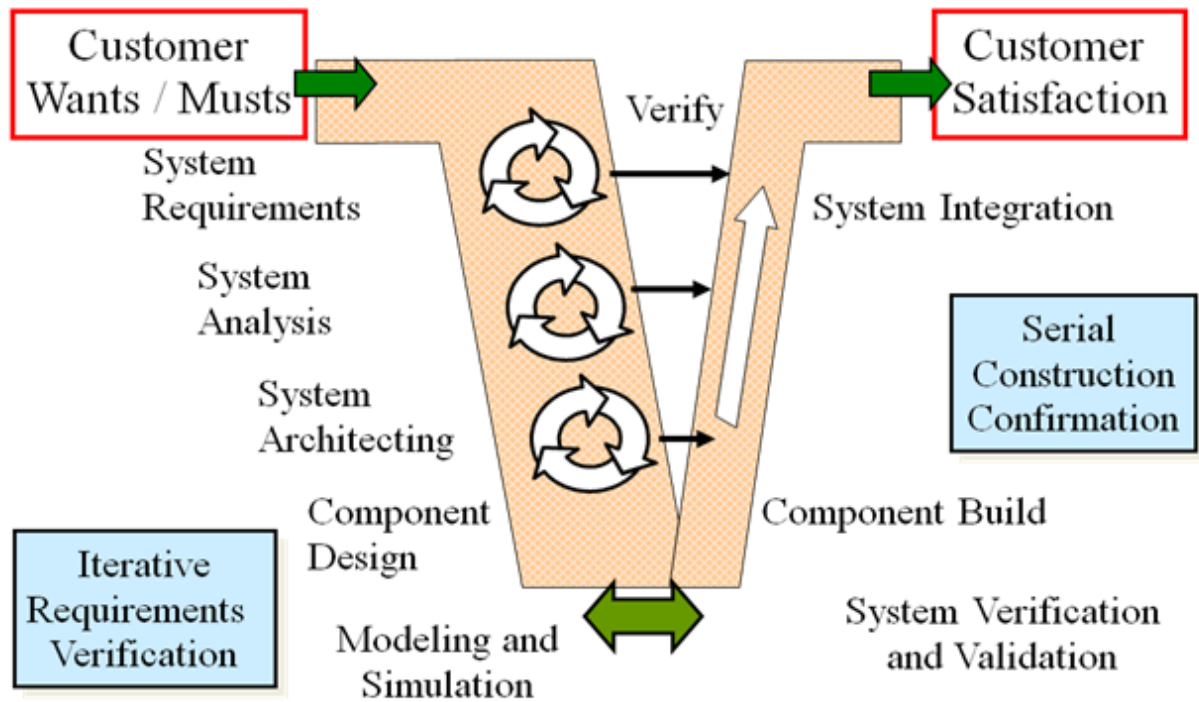 Customer
Wants / Musts
Customer
Satisfaction
Verify
System
Requirements
System Integration
System
Analysis
Serial
Construction
Confirmation
System
Architecting
Component
Design
Component Build
Iterative
Requirements
Verification
Modeling and
Simulation
System Verification
and Validation